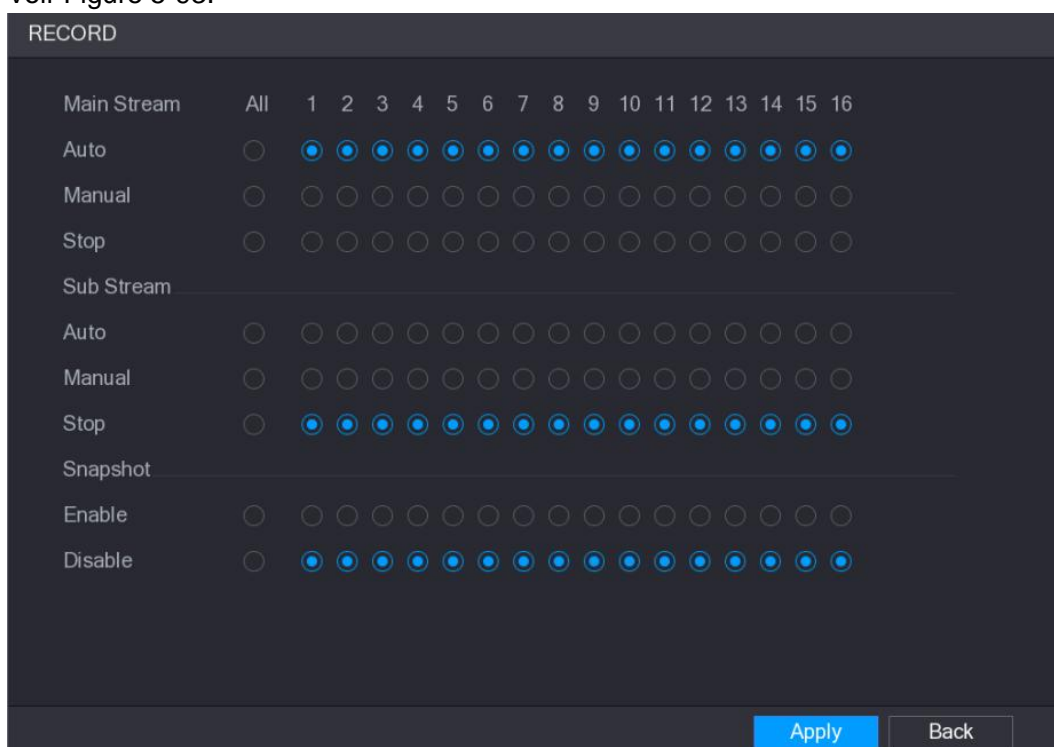 RECORD
Main Stream All 1 2 3 4 5 6 7 8 9 10 11 12 13 14 15 16
Auto
Manual
Stop
Sub Stream
Auto
Manual
Stop
Snapshot
Enable
Disable
Apply Back